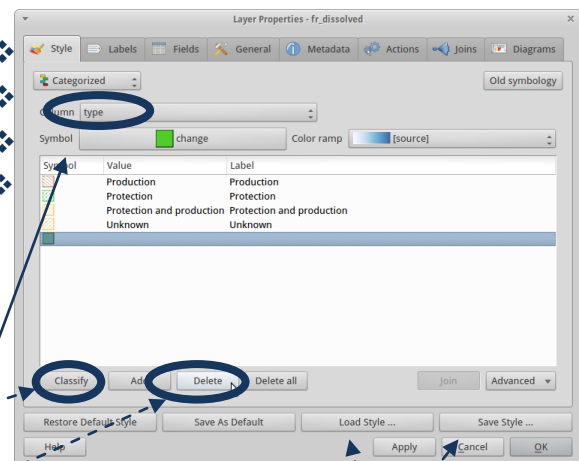 Layer Properties - fr_dissolved
Style Labels Fields General Metadata Actions Joins Diagrams
Categorized Old symbology
Column type
Symbol change Color ramp [source]
Symbol Value Label
Production Production
Protection Protection
Protection and production Protection and production
Unknown Unknown
Classify Add Delete Delete all Join Advanced
Restore Default Style Save As Default Load Style ... Save Style ...
Help Apply Cancel OK